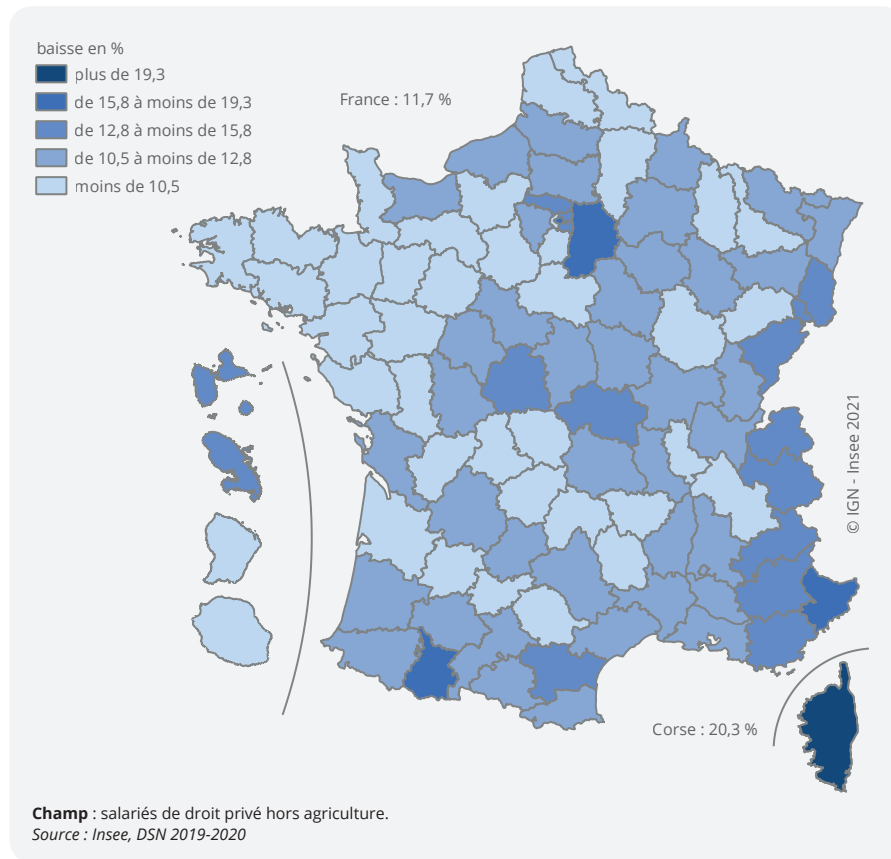 baisse en %
plus de 19,3
de 15,8 à moins de 19,3
de 12,8 à moins de 15,8
de 10,5 à moins de 12,8
moins de 10,5
France : 11,7 %
© IGN - Insee 2021
Corse : 20,3 %
Champ : salariés de droit privé hors agriculture.
Source : Insee, DSN 2019-2020